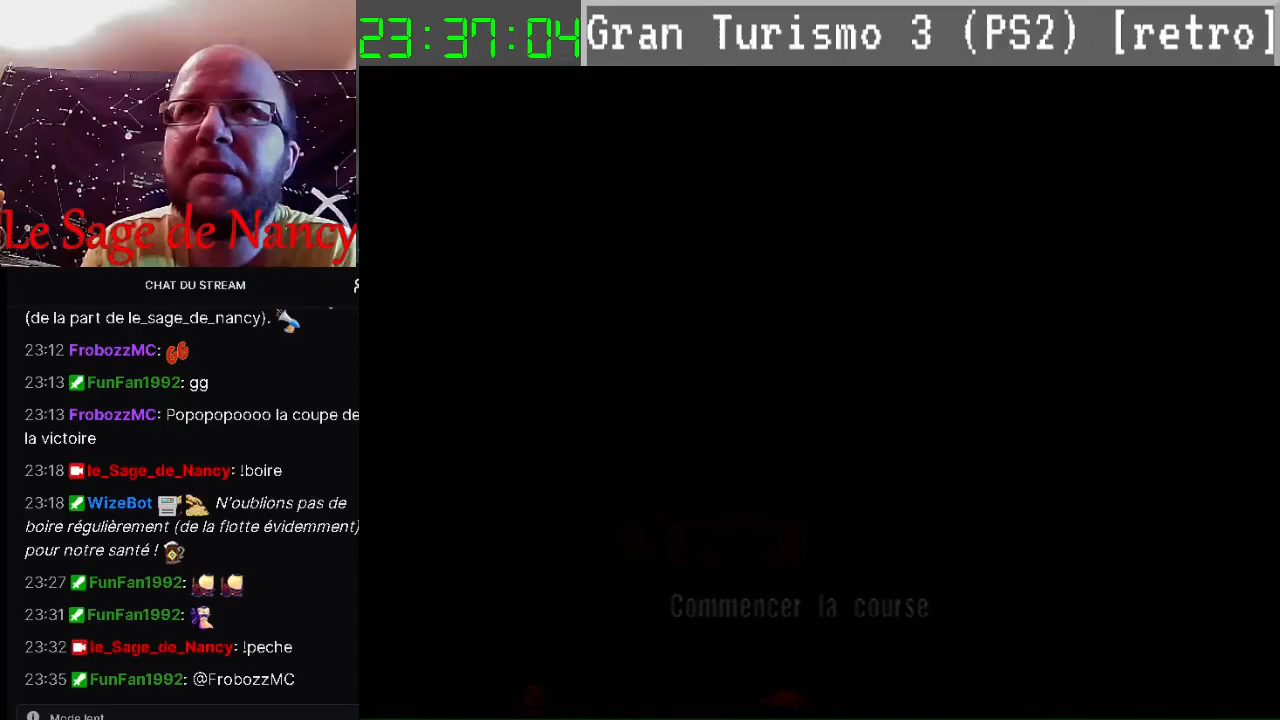 23:37:04
Gran Turismo 3 (PS2) [retro]
Le Sage de Nancy
CHAT DU STREAM
(de la part de le_sage_de_nancy).
23:12 FrobozzMC:
23:13 FunFan1992: gg
23:13 FrobozzMC: Popopopoooo la coupe de
la victoire
23:18 le_Sage_de_Nancy: !boire
23:18 WizeBot N'oublions pas de
boire régulièrement (de la flotte évidemment)
pour notre santé !
23:27 FunFan1992:
23:31 FunFan1992:
23:32 le_Sage_de_Nancy: !peche
23:35 FunFan1992: @FrobozzMC
Mode lent
Commencer la course